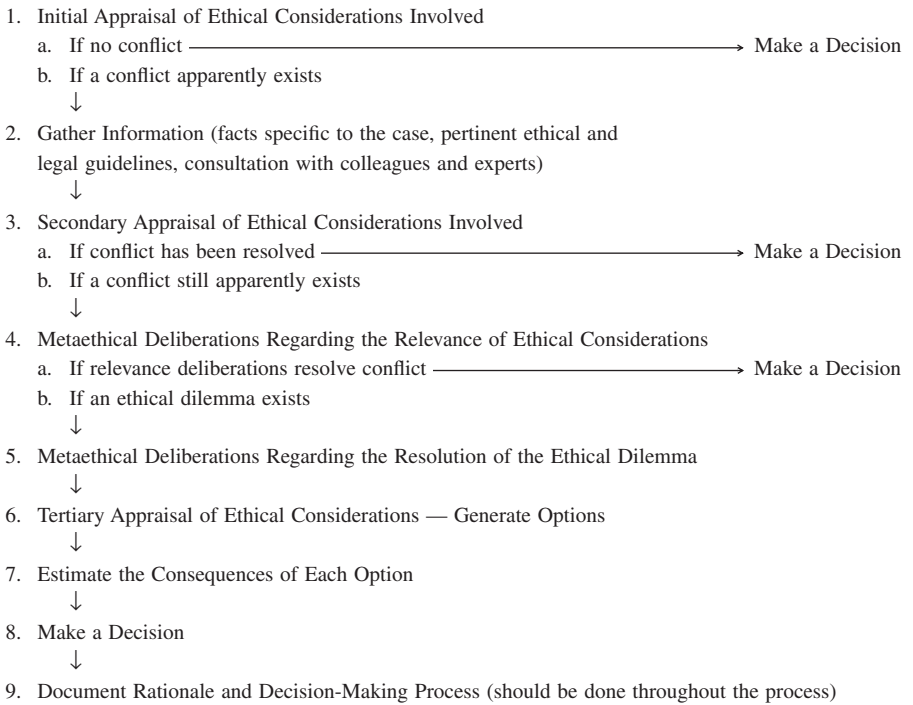 1. Initial Appraisal of Ethical Considerations Involved
a. If no conflict → Make a Decision
b. If a conflict apparently exists
↓
2. Gather Information (facts specific to the case, pertinent ethical and
legal guidelines, consultation with colleagues and experts)
↓
3. Secondary Appraisal of Ethical Considerations Involved
a. If conflict has been resolved → Make a Decision
b. If a conflict still apparently exists
↓
4. Metaethical Deliberations Regarding the Relevance of Ethical Considerations
a. If relevance deliberations resolve conflict → Make a Decision
b. If an ethical dilemma exists
↓
5. Metaethical Deliberations Regarding the Resolution of the Ethical Dilemma
↓
6. Tertiary Appraisal of Ethical Considerations — Generate Options
↓
7. Estimate the Consequences of Each Option
↓
8. Make a Decision
↓
9. Document Rationale and Decision-Making Process (should be done throughout the process)